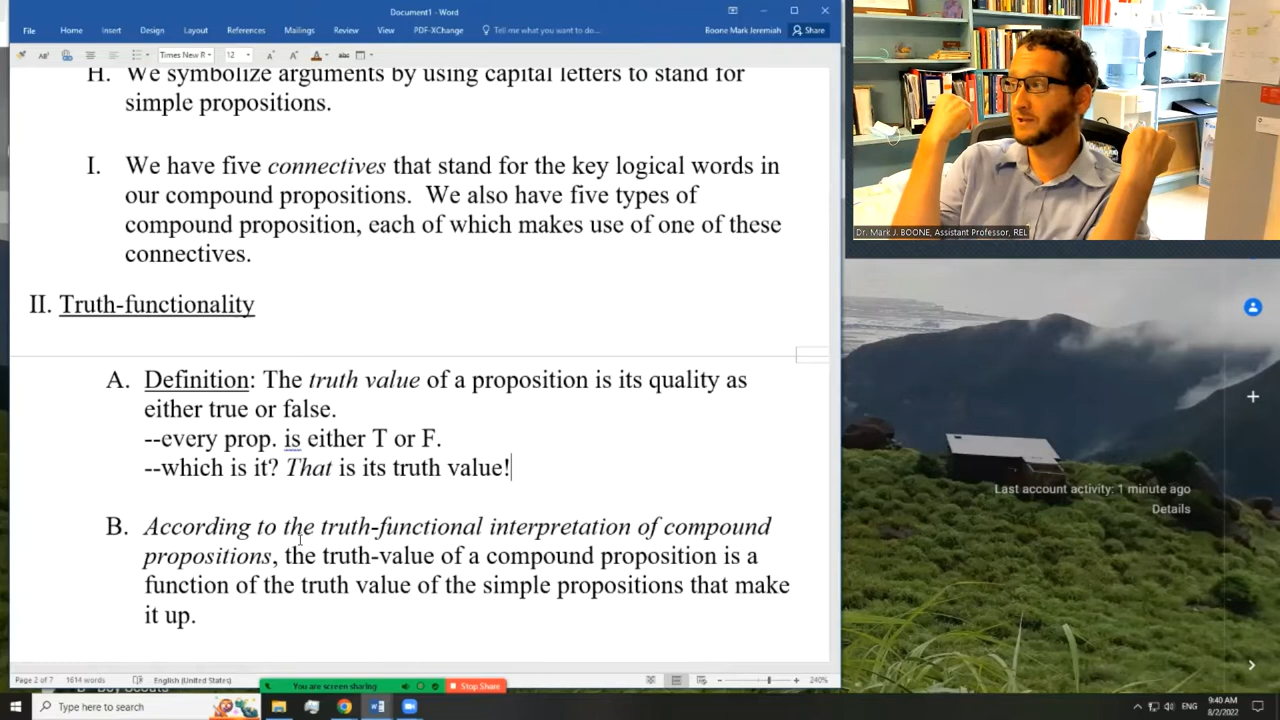 Document1 - Word
Boone Mark Jeremiah
Share
File Home Insert Design Layout References Mailings Review View PDF-XChange Tell me what you want to do...
Times New R 12
H. We symbolize arguments by using capital letters to stand for
simple propositions.
I. We have five connectives that stand for the key logical words in
our compound propositions. We also have five types of
compound proposition, each of which makes use of one of these
connectives.
II. Truth-functionality
A. Definition: The truth value of a proposition is its quality as
either true or false.
--every prop. is either T or F.
--which is it? That is its truth value!
B. According to the truth-functional interpretation of compound
propositions, the truth-value of a compound proposition is a
function of the truth value of the simple propositions that make
it up.
Dr. Mark J. BOONE, Assistant Professor, REL
Last account activity: 1 minute ago
Details
Page 2 of 7 1614 words English (United States) 240%
You are screen sharing Stop Share
Type here to search
ENG
9:40 AM
8/2/2022